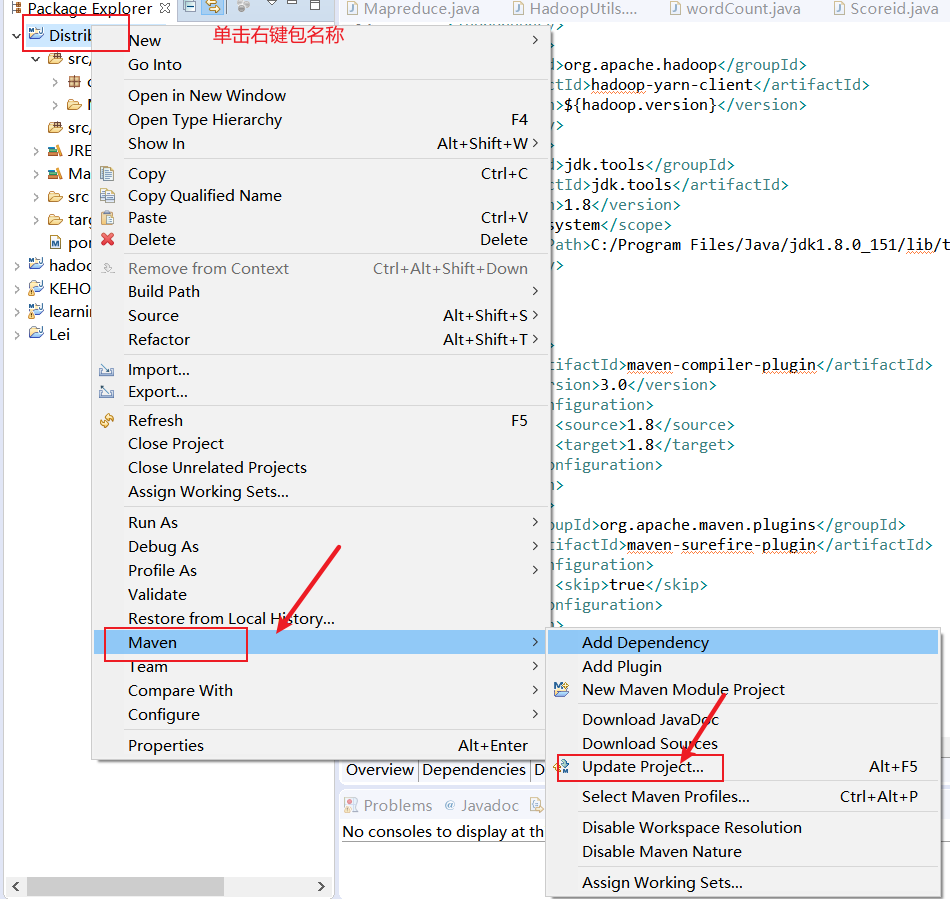 Package Explorer
Mapreduce.java
HadoopUtils....
wordCount.java
Scoreid.java
单击右键包名称
Distrib
src/
src/
JRE
Ma
src
targ
por
hadoo
KEHO
learnin
Lei
New
Go Into
Open in New Window
Open Type Hierarchy F4
Show In Alt+Shift+W
Copy Ctrl+C
Copy Qualified Name
Paste Ctrl+V
Delete Delete
Remove from Context Ctrl+Alt+Shift+Down
Build Path
Source Alt+Shift+S
Refactor Alt+Shift+T
Import...
Export...
Refresh F5
Close Project
Close Unrelated Projects
Assign Working Sets...
Run As
Debug As
Profile As
Validate
Restore from Local History...
Maven
Team
Compare With
Configure
Properties Alt+Enter
>org.apache.hadoop</groupId>
tId>hadoop-yarn-client</artifactId>
>${hadoop.version}</version>
>
>jdk.tools</groupId>
tId>jdk.tools</artifactId>
>1.8</version>
system</scope>
Path>C:/Program Files/Java/jdk1.8.0_151/lib/t
>
tifactId>maven-compiler-plugin</artifactId>
rsion>3.0</version>
nfiguration>
<source>1.8</source>
<target>1.8</target>
onfiguration>
>
oupId>org.apache.maven.plugins</groupId>
tifactId>maven-surefire-plugin</artifactId>
nfiguration>
<skip>true</skip>
onfiguration>
Add Dependency
Add Plugin
New Maven Module Project
Download JavaDoc
Download Sources
Update Project... Alt+F5
Select Maven Profiles... Ctrl+Alt+P
Disable Workspace Resolution
Disable Maven Nature
Assign Working Sets...
Overview Dependencies D
Problems @ Javadoc
No consoles to display at th